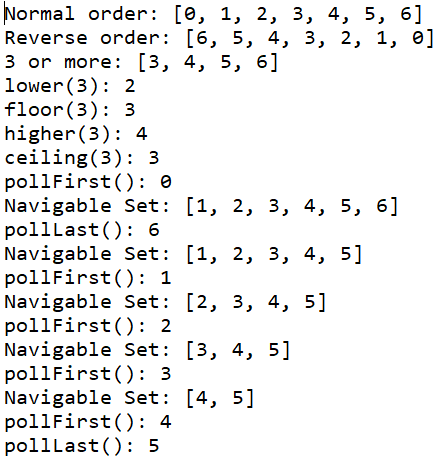 Normal order: [0, 1, 2, 3, 4, 5, 6]
Reverse order: [6, 5, 4, 3, 2, 1, 0]
3 or more: [3, 4, 5, 6]
lower(3): 2
floor(3): 3
higher(3): 4
ceiling(3): 3
pollFirst(): 0
Navigable Set: [1, 2, 3, 4, 5, 6]
pollLast(): 6
Navigable Set: [1, 2, 3, 4, 5]
pollFirst(): 1
Navigable Set: [2, 3, 4, 5]
pollFirst(): 2
Navigable Set: [3, 4, 5]
pollFirst(): 3
Navigable Set: [4, 5]
pollFirst(): 4
pollLast(): 5